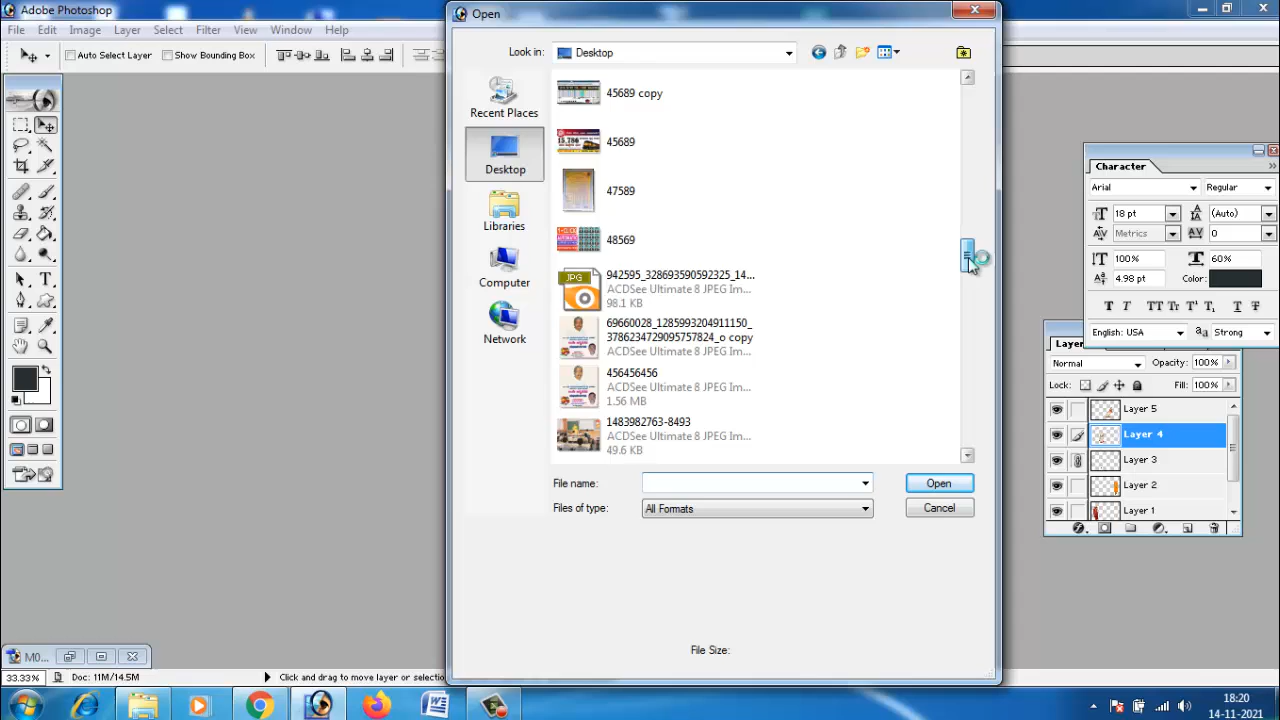 Adobe Photoshop
File Edit Image Layer Select Filter View Window Help
Auto Select Layer Show Bounding Box
Open
Look in: Desktop
Recent Places
Desktop
Libraries
Computer
Network
45689 copy
45689
47589
48569
JPG
942595_328693590592325_14...
ACDSee Ultimate 8 JPEG Im...
98.1 KB
69660028_1285993204911150_
3786234729095757824_o copy
ACDSee Ultimate 8 JPEG Im...
456456456
ACDSee Ultimate 8 JPEG Im...
1.56 MB
1483982763-8493
ACDSee Ultimate 8 JPEG Im...
49.6 KB
File name: Open
Files of type: All Formats Cancel
File Size:
Character
Arial Regular
18 pt (Auto)
Metrics 0
100% 60%
4.98 pt Color:
English: USA Strong
Layer
Normal Opacity: 100%
Lock: Fill: 100%
Layer 5
Layer 4
Layer 3
Layer 2
Layer 1
M0...
33.33% Doc: 11M/14.5M Click and drag to move layer or selectio
18:20
14-11-2021